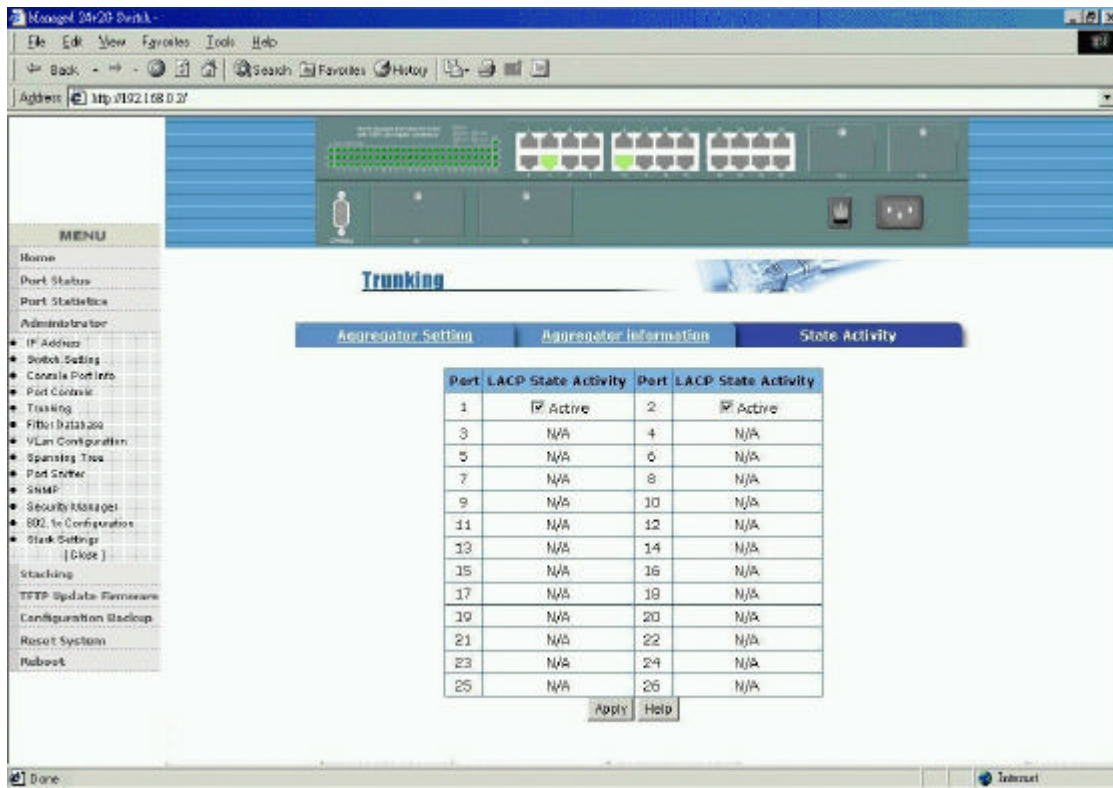 Managed 24+2G Switch -
File Edit View Favorites Tools Help
Back Search Favorites History
Address http://192.168.0.2/
MENU
Home
Port Status
Port Statistics
Administrator
IP Address
Switch Setting
Console Port Info
Port Controls
Trunking
Filter Database
VLan Configuration
Spanning Tree
Port Sniffer
SNMP
Security Manager
802.1x Configuration
Stack Settings
[ Close ]
Stacking
TFTP Update Firmware
Configuration Backup
Reset System
Reboot
Trunking
Aggregator Setting Aggregator information State Activity
Port LACP State Activity Port LACP State Activity
1 Active 2 Active
3 N/A 4 N/A
5 N/A 6 N/A
7 N/A 8 N/A
9 N/A 10 N/A
11 N/A 12 N/A
13 N/A 14 N/A
15 N/A 16 N/A
17 N/A 18 N/A
19 N/A 20 N/A
21 N/A 22 N/A
23 N/A 24 N/A
25 N/A 26 N/A
Apply Help
Done Internet